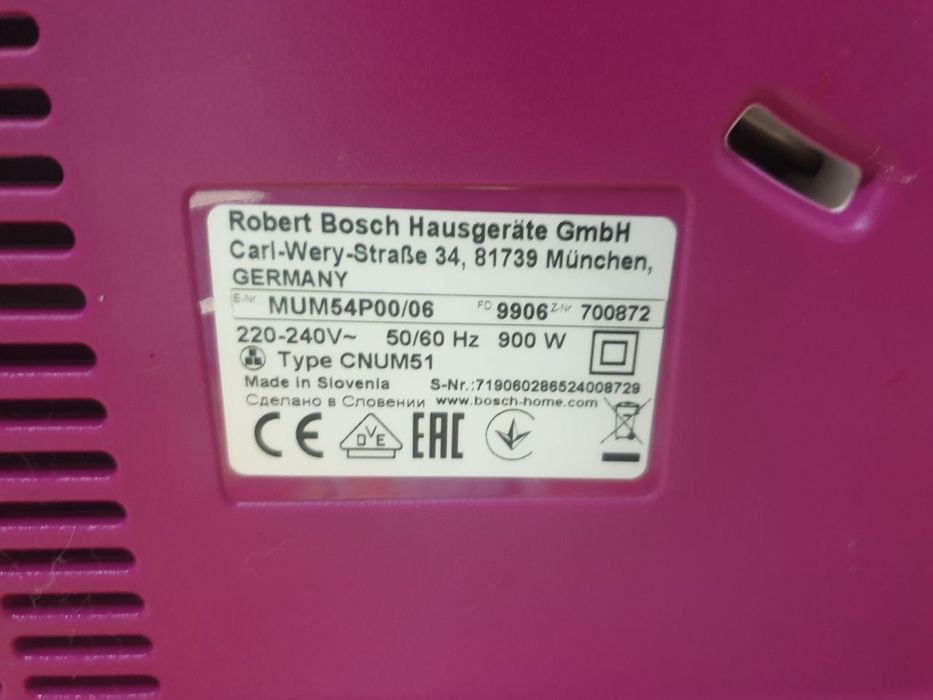 Robert Bosch Hausgeräte GmbH
Carl-Wery-Straße 34, 81739 München,
GERMANY
E-Nr. MUM54P00/06 FD 9906 Z-Nr 700872
220-240V~ 50/60 Hz 900 W
Type CNUM51
Made in Slovenia S-Nr.:719060286524008729
Сделано в Словении www.bosch-home.com
CE DVE EAC